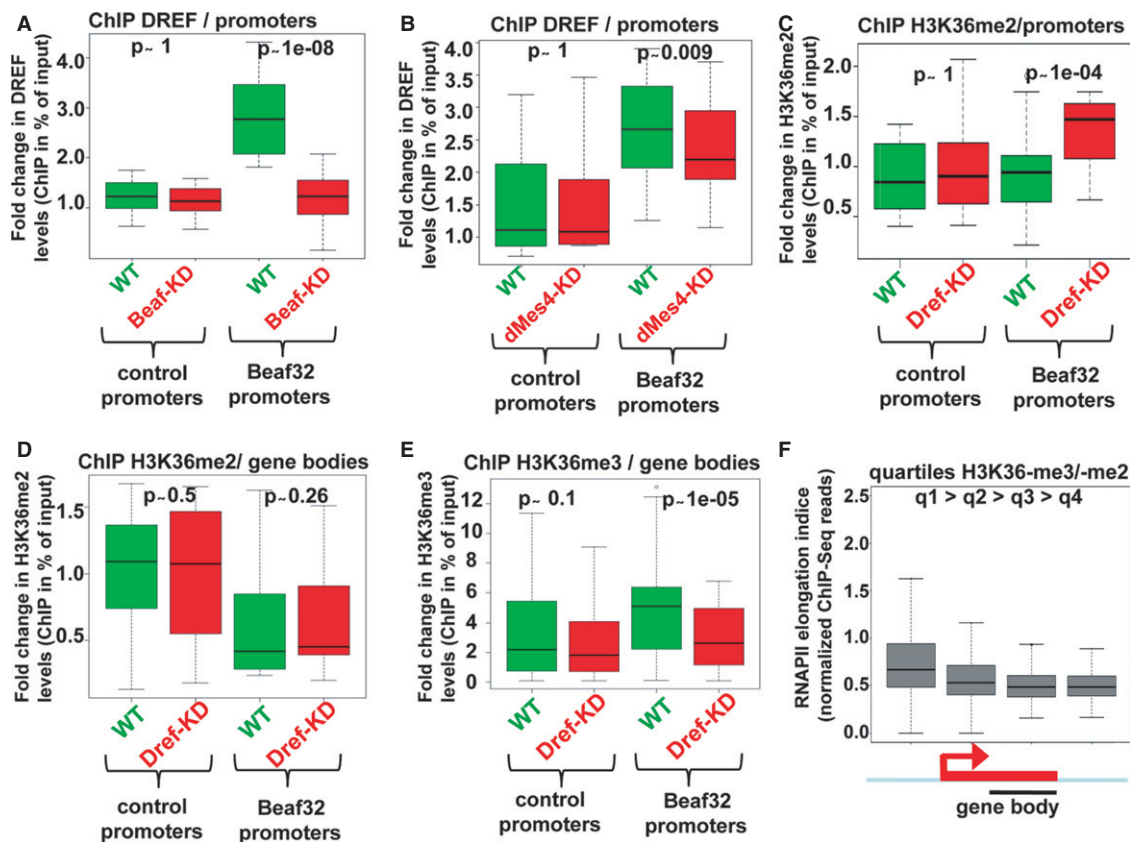 A
ChIP DREF / promoters
p~ 1
p~1e-08
Fold change in DREF
levels (ChIP in % of input)
4.0
3.0
2.0
1.0
WT
Beaf-KD
WT
Beaf-KD
control
promoters
Beaf32
promoters
B
ChIP DREF / promoters
p~ 1
p~0.009
Fold change in DREF
levels (ChIP in % of input)
4.0
3.5
3.0
2.5
2.0
1.5
1.0
WT
dMes4-KD
WT
dMes4-KD
control
promoters
Beaf32
promoters
C
ChIP H3K36me2/promoters
p~ 1
p~1e-04
Fold change in H3K36me2C
levels (ChIP in % of input)
2.0
1.5
1.0
0.5
WT
Dref-KD
WT
Dref-KD
control
promoters
Beaf32
promoters
D
ChIP H3K36me2/ gene bodies
p~0.5
p~0.26
Fold change in H3K36me2
levels (ChIP in % of input)
1.5
1.0
0.5
WT
Dref-KD
WT
Dref-KD
control
promoters
Beaf32
promoters
E
ChIP H3K36me3 / gene bodies
p~ 0.1
p~1e-05
Fold change in H3K36me3
levels (ChIP in % of input)
12
10
8
6
4
2
0
WT
Dref-KD
WT
Dref-KD
control
promoters
Beaf32
promoters
F
quartiles H3K36-me3/-me2
q1 > q2 > q3 > q4
RNAPII elongation indice
(normalized ChIP-Seq reads)
2.5
2.0
1.5
1.0
0.5
0.0
gene body